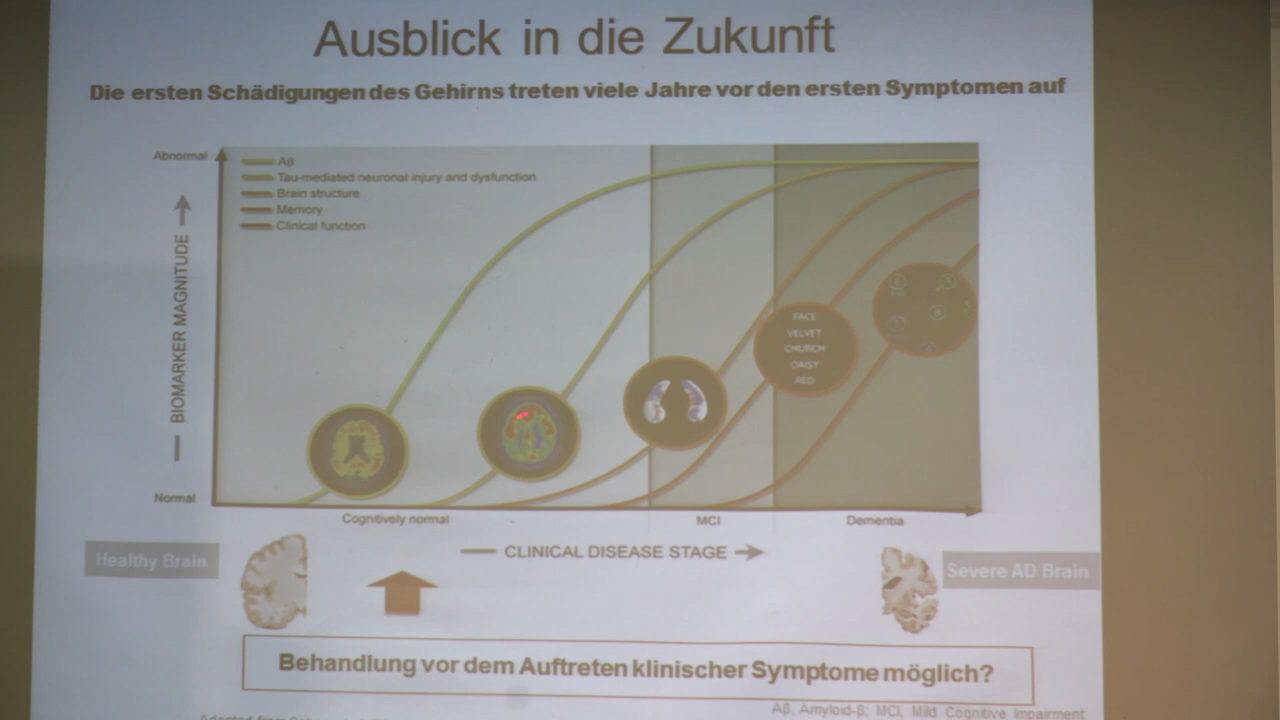 Ausblick in die Zukunft
Die ersten Schädigungen des Gehirns treten viele Jahre vor den ersten Symptomen auf
Abnormal
Aβ
Tau-mediated neuronal injury and dysfunction
Brain structure
Memory
Clinical function
BIOMARKER MAGNITUDE
FACE
VELVET
CHURCH
DAISY
RED
Normal
Cognitively normal
MCI
Dementia
CLINICAL DISEASE STAGE
Healthy Brain
Severe AD Brain
Behandlung vor dem Auftreten klinischer Symptome möglich?
Aβ, Amyloid-β; MCI, Mild Cognitive Impairment
Adapted from